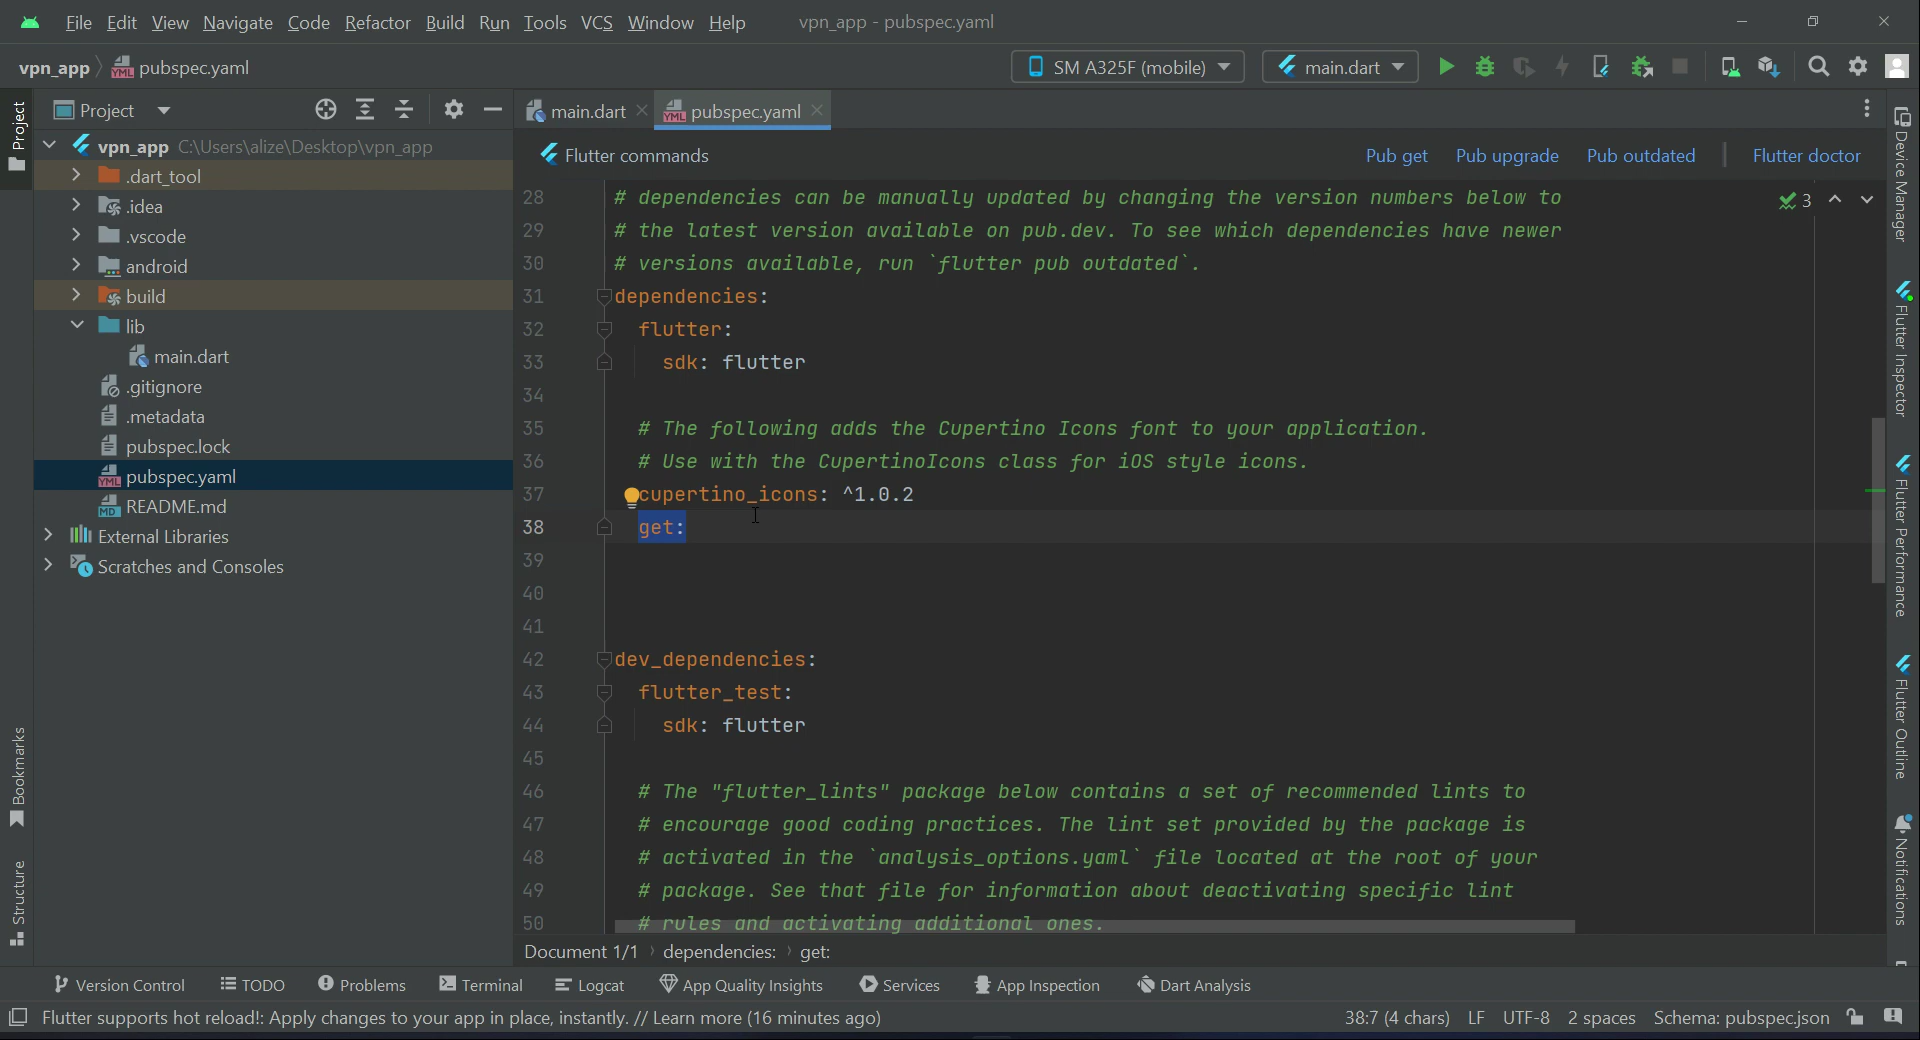 File Edit View Navigate Code Refactor Build Run Tools VCS Window Help vpn_app - pubspec.yaml
vpn_app pubspec.yaml SM A325F (mobile) main.dart
Project main.dart pubspec.yaml
Project
vpn_app C:\Users\alize\Desktop\vpn_app
.dart_tool
.idea
.vscode
android
build
lib
main.dart
.gitignore
.metadata
pubspec.lock
pubspec.yaml
README.md
External Libraries
Scratches and Consoles
Bookmarks
Structure
Flutter commands Pub get Pub upgrade Pub outdated Flutter doctor
3
28 # dependencies can be manually updated by changing the version numbers below to
29 # the latest version available on pub.dev. To see which dependencies have newer
30 # versions available, run `flutter pub outdated`.
31 dependencies:
32 flutter:
33 sdk: flutter
34
35 # The following adds the Cupertino Icons font to your application.
36 # Use with the CupertinoIcons class for iOS style icons.
37 cupertino_icons: ^1.0.2
38 get:
39
40
41
42 dev_dependencies:
43 flutter_test:
44 sdk: flutter
45
46 # The "flutter_lints" package below contains a set of recommended lints to
47 # encourage good coding practices. The lint set provided by the package is
48 # activated in the `analysis_options.yaml` file located at the root of your
49 # package. See that file for information about deactivating specific lint
50 # rules and activating additional ones.
Document 1/1 dependencies: get:
Device Manager
Flutter Inspector
Flutter Performance
Flutter Outline
Notifications
Version Control TODO Problems Terminal Logcat App Quality Insights Services App Inspection Dart Analysis
Flutter supports hot reload!: Apply changes to your app in place, instantly. // Learn more (16 minutes ago) 38:7 (4 chars) LF UTF-8 2 spaces Schema: pubspec.json